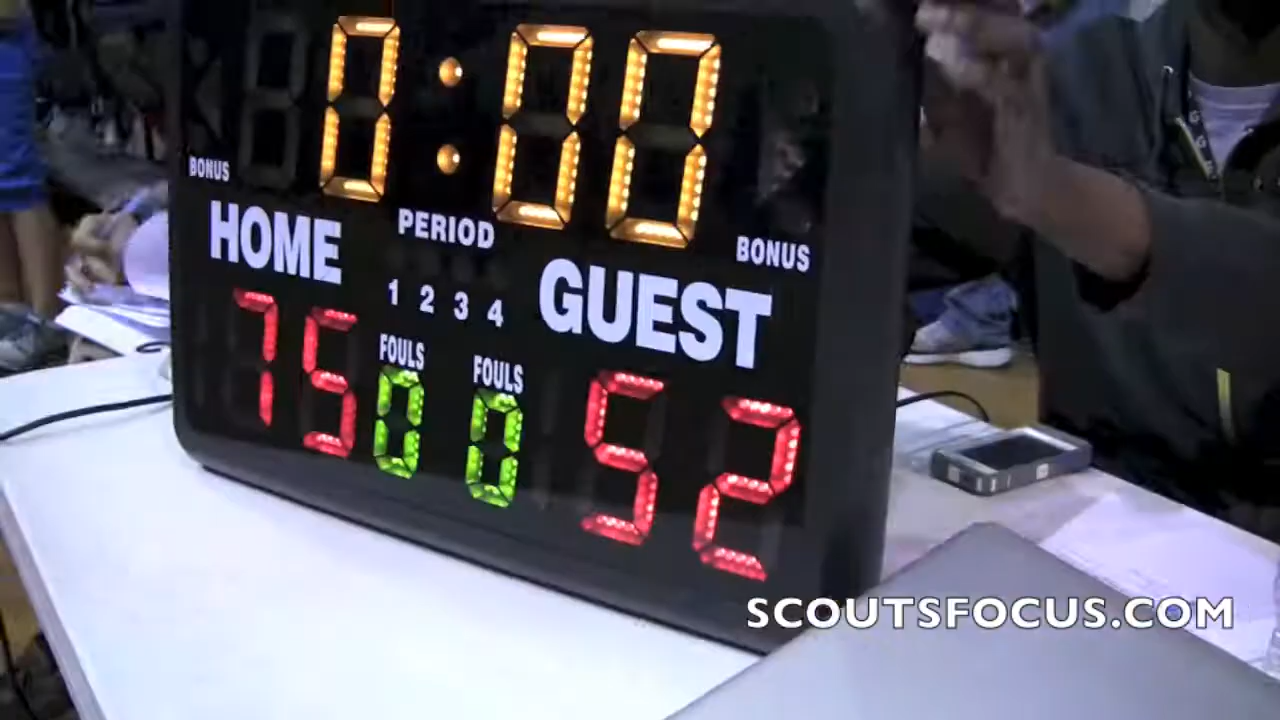 0:00
BONUS
HOME
PERIOD
BONUS
1 2 3 4
GUEST
FOULS
FOULS
75
0
0
52
SCOUTSFOCUS.COM